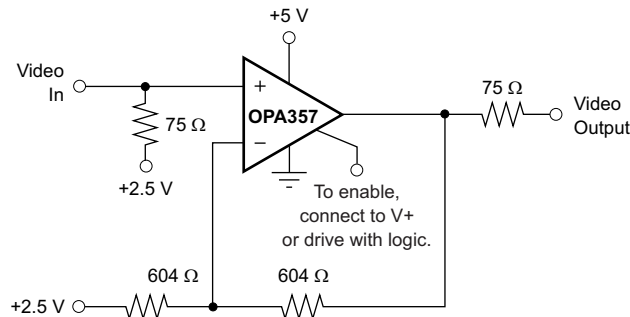 +5 V
Video
In
+
OPA357
−
75 Ω
+2.5 V
75 Ω
Video
Output
To enable,
connect to V+
or drive with logic.
604 Ω
604 Ω
+2.5 V